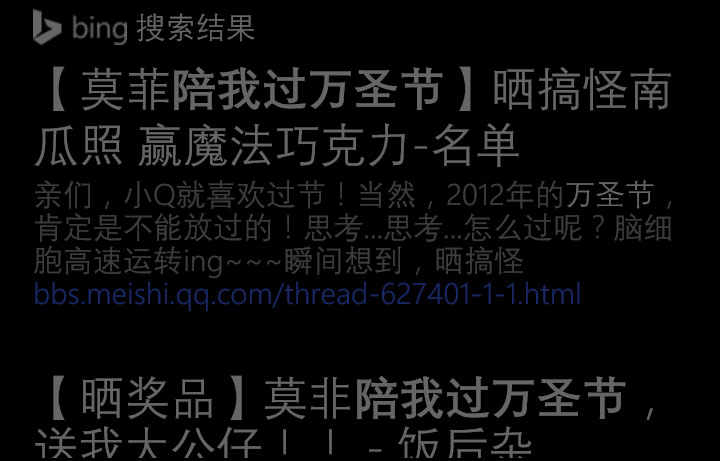 bing 搜索结果
【莫菲陪我过万圣节】晒搞怪南
瓜照 赢魔法巧克力-名单
亲们，小Q就喜欢过节！当然，2012年的万圣节，
肯定是不能放过的！思考...思考...怎么过呢？脑细
胞高速运转ing~~~瞬间想到，晒搞怪
bbs.meishi.qq.com/thread-627401-1-1.html
【晒奖品】莫非陪我过万圣节，
送我大公仔！！ - 饭后杂